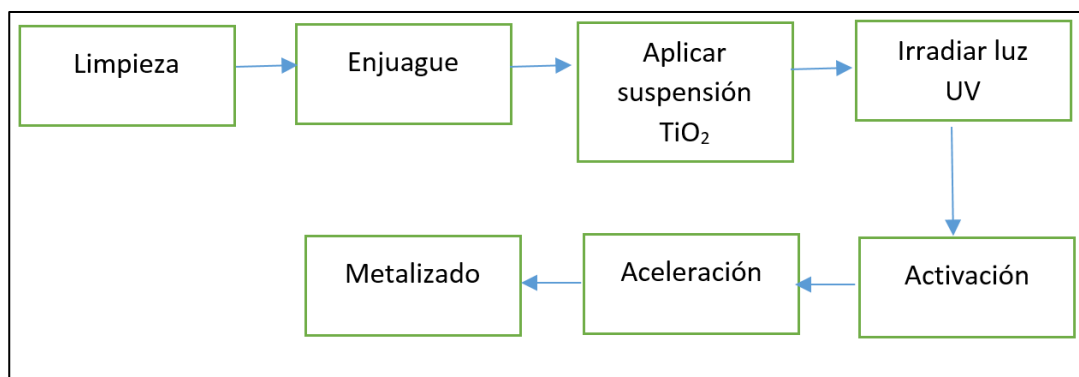 Limpieza
Enjuague
Aplicar
suspensión
TiO₂
Irradiar luz
UV
Activación
Aceleración
Metalizado